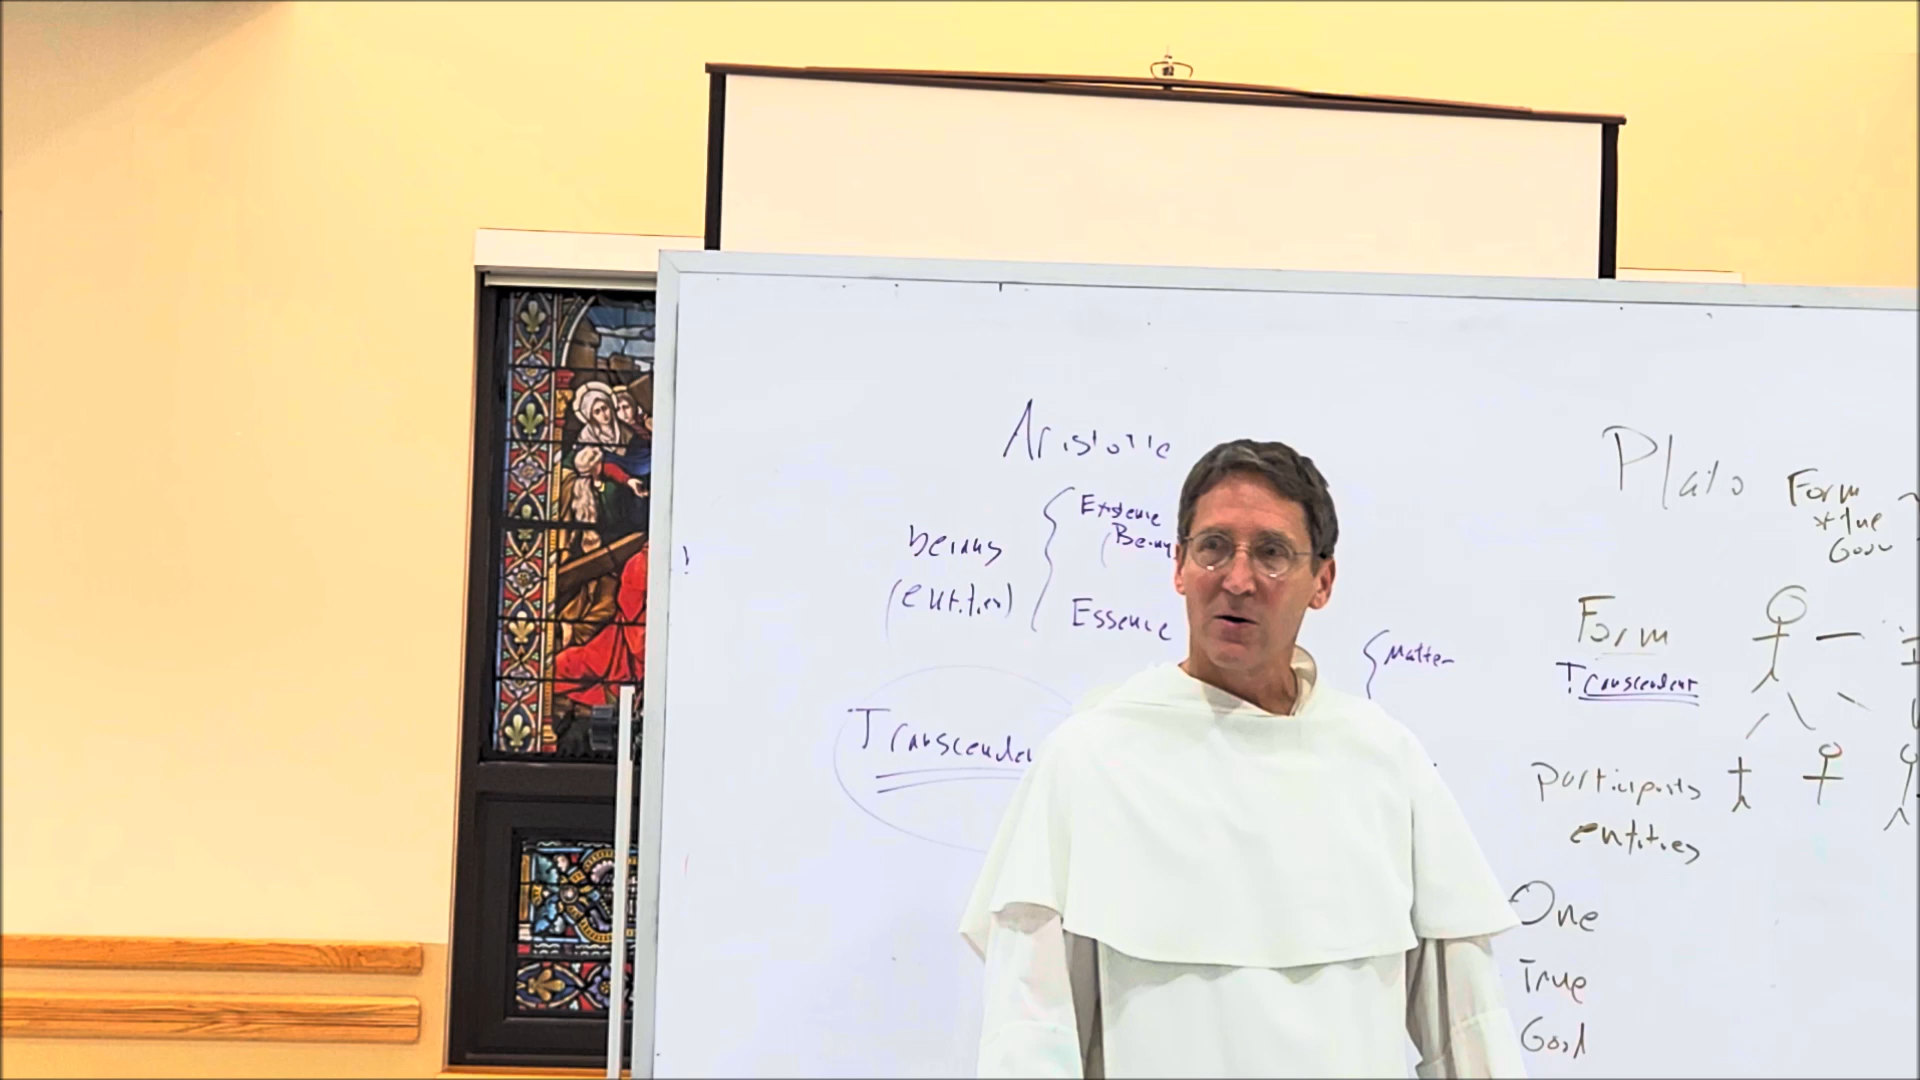 Aristotle
beings
(entities)
Existence
Being
Essence
Matter
Transcenden
Plato
Form
of the
Good
Form
Transcendent
participants
entities
One
True
Good